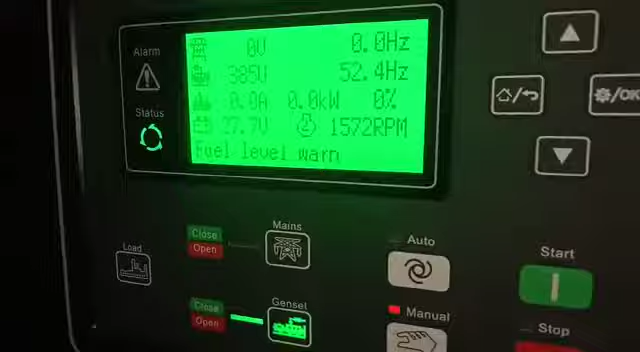 Alarm
Status
0V 0.0Hz
385V 52.4Hz
0.0A 0.0kW 0%
27.7V 1572RPM
Fuel level warn
/OK
Load
Close
Open
Mains
Auto
Start
Close
Open
Genset
Manual
Stop